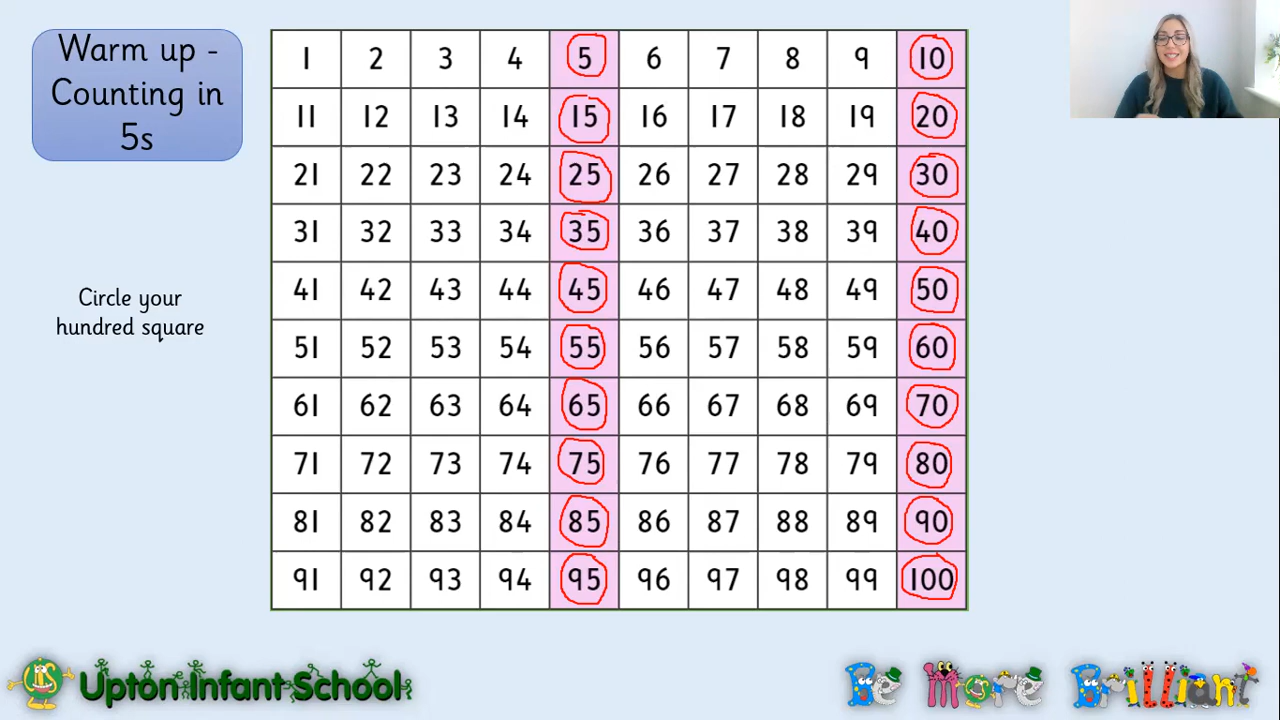 Warm up -
Counting in
5s
Circle your
hundred square
1 2 3 4 5 6 7 8 9 10
11 12 13 14 15 16 17 18 19 20
21 22 23 24 25 26 27 28 29 30
31 32 33 34 35 36 37 38 39 40
41 42 43 44 45 46 47 48 49 50
51 52 53 54 55 56 57 58 59 60
61 62 63 64 65 66 67 68 69 70
71 72 73 74 75 76 77 78 79 80
81 82 83 84 85 86 87 88 89 90
91 92 93 94 95 96 97 98 99 100
UIS
Upton Infant School
Be More Brilliant